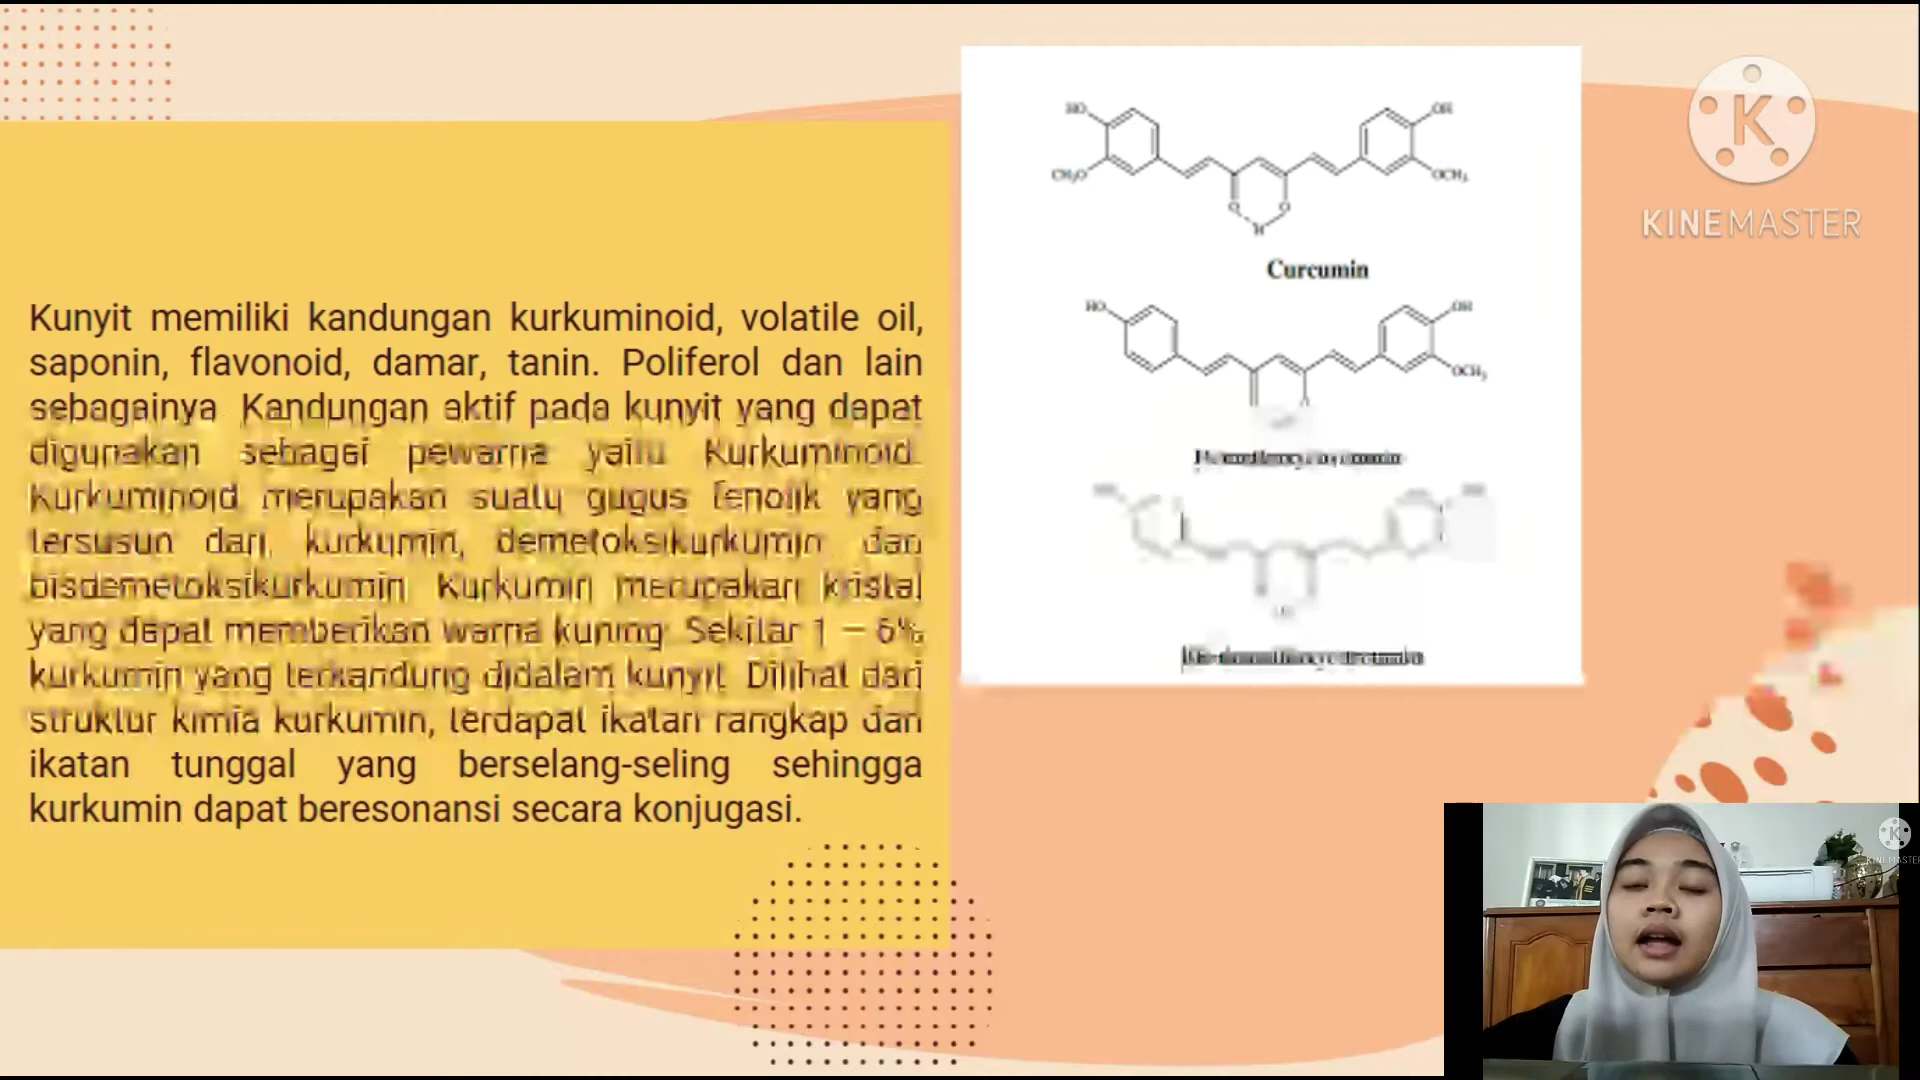 Kunyit memiliki kandungan kurkuminoid, volatile oil,
saponin, flavonoid, damar, tanin. Poliferol dan lain
sebagainya Kandungan aktif pada kunyit yang dapat
digunakan sebagai pewarna yaitu Kurkuminoid.
Kurkuminoid merupakan suatu gugus fenolik yang
tersusun dari kurkumin, demetoksikurkumin dan
bisdemetoksikurkumin Kurkumin merupakan kristal
yang dapat memberikan warna kuning. Sekitar 1 – 6%
kurkumin yang terkandung didalam kunyit Dilihat dari
struktur kimia kurkumin, terdapat ikatan rangkap dan
ikatan tunggal yang berselang-seling sehingga
kurkumin dapat beresonansi secara konjugasi.
HO OH
CH₃O OCH₃
O O
H
Curcumin
HO OH
OCH₃
K
KINEMASTER
K
KINEMASTER